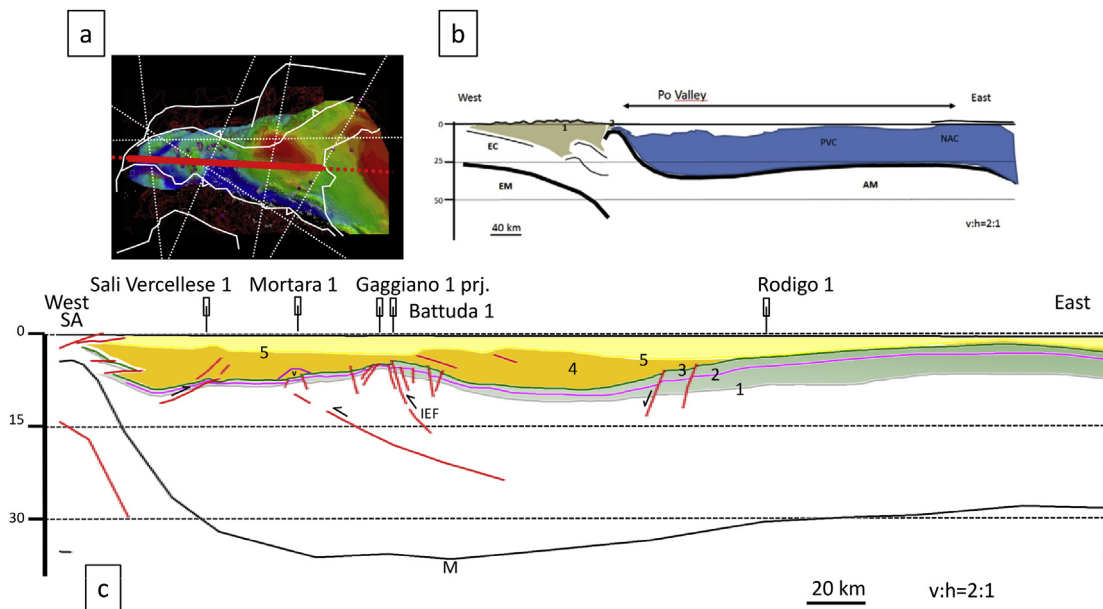 a
b
Po Valley
West
East
0
1
2
EC
PVC
NAC
25
EM
AM
50
40 km
v:h=2:1
Sali Vercellese 1
Mortara 1
Gaggiano 1 prj.
Battuda 1
Rodigo 1
West
SA
East
0
5
5
4
3
2
1
v
IEF
15
30
M
c
20 km
v:h=2:1